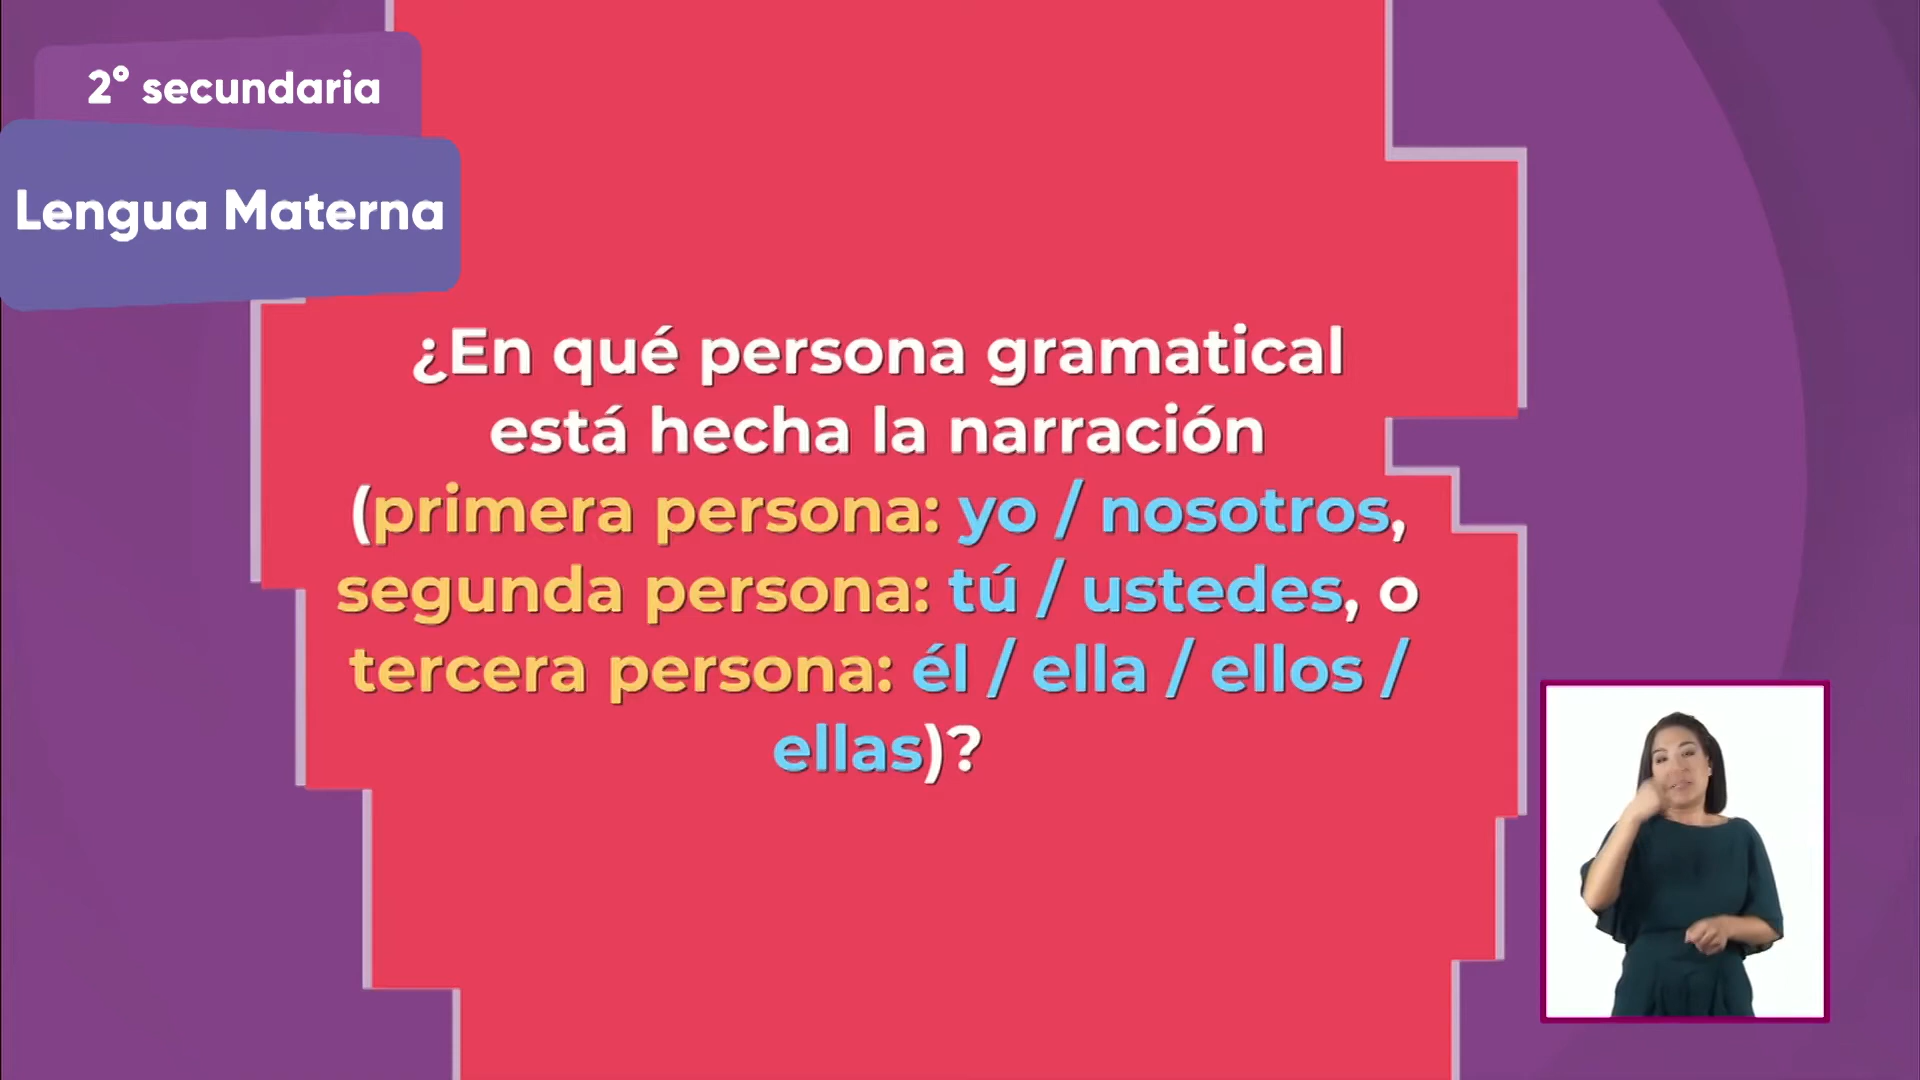 2° secundaria
Lengua Materna
¿En qué persona gramatical
está hecha la narración
(primera persona: yo / nosotros,
segunda persona: tú / ustedes, o
tercera persona: él / ella / ellos /
ellas)?